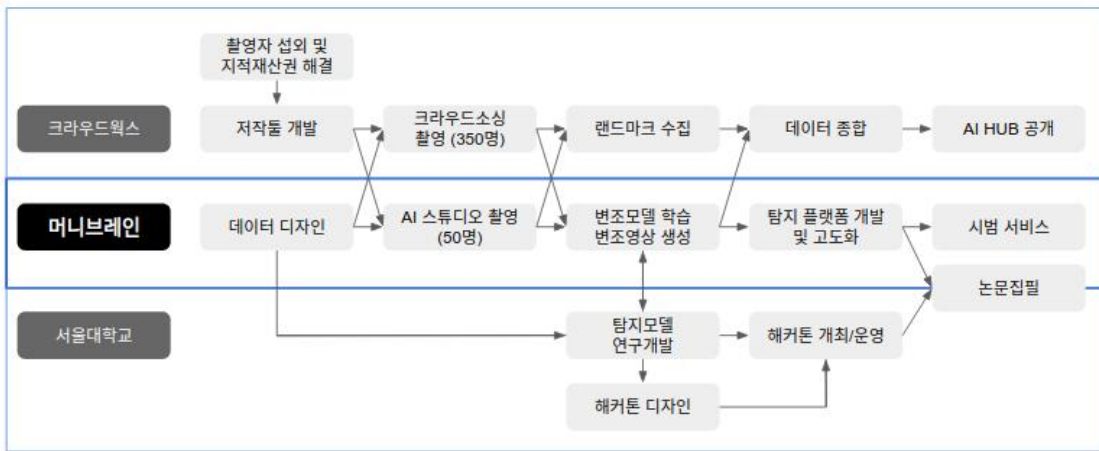 촬영자 섭외 및
지적재산권 해결
크라우드웍스
저작툴 개발
크라우드소싱
촬영 (350명)
랜드마크 수집
데이터 종합
AI HUB 공개
머니브레인
데이터 디자인
AI 스튜디오 촬영
(50명)
변조모델 학습
변조영상 생성
탐지 플랫폼 개발
및 고도화
시범 서비스
논문집필
서울대학교
탐지모델
연구개발
해커톤 개최/운영
해커톤 디자인